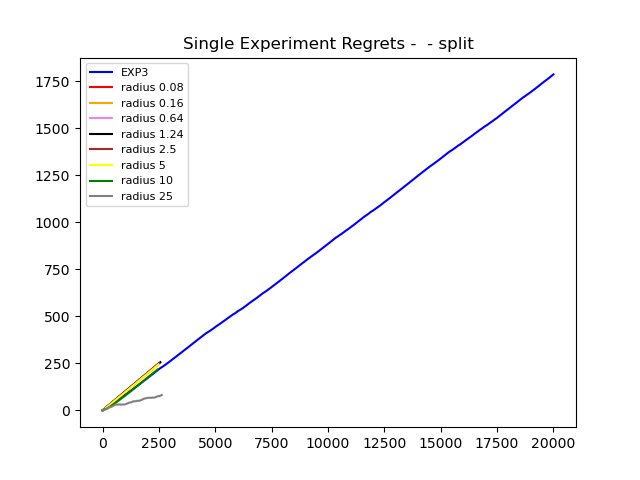 Single Experiment Regrets -  - split
EXP3
radius 0.08
radius 0.16
radius 0.64
radius 1.24
radius 2.5
radius 5
radius 10
radius 25
1750
1500
1250
1000
750
500
250
0
0 2500 5000 7500 10000 12500 15000 17500 20000